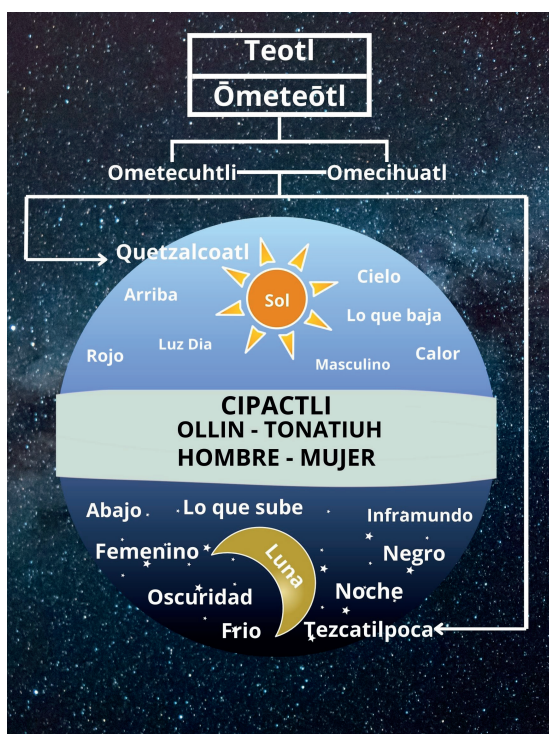 Teotl
Ōmeteōtl
Ometecuhtli
Omecihuatl
Quetzalcoatl
Sol
Cielo
Arriba
Lo que baja
Luz Dia
Rojo
Masculino
Calor
CIPACTLI
OLLIN - TONATIUH
HOMBRE - MUJER
Abajo
Lo que sube
Inframundo
Femenino
Luna
Negro
Oscuridad
Noche
Frio
Tezcatilpoca